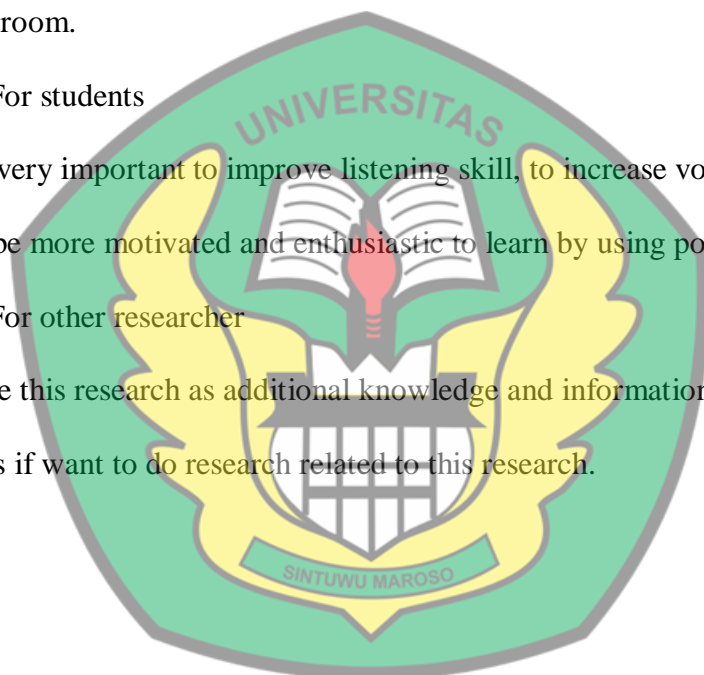 room.
For students
UNIVERSITAS
very important to improve listening skill, to increase vo
be more motivated and enthusiastic to learn by using po
For other researcher
e this research as additional knowledge and information
s if want to do research related to this research.
SINTUWU MAROSO